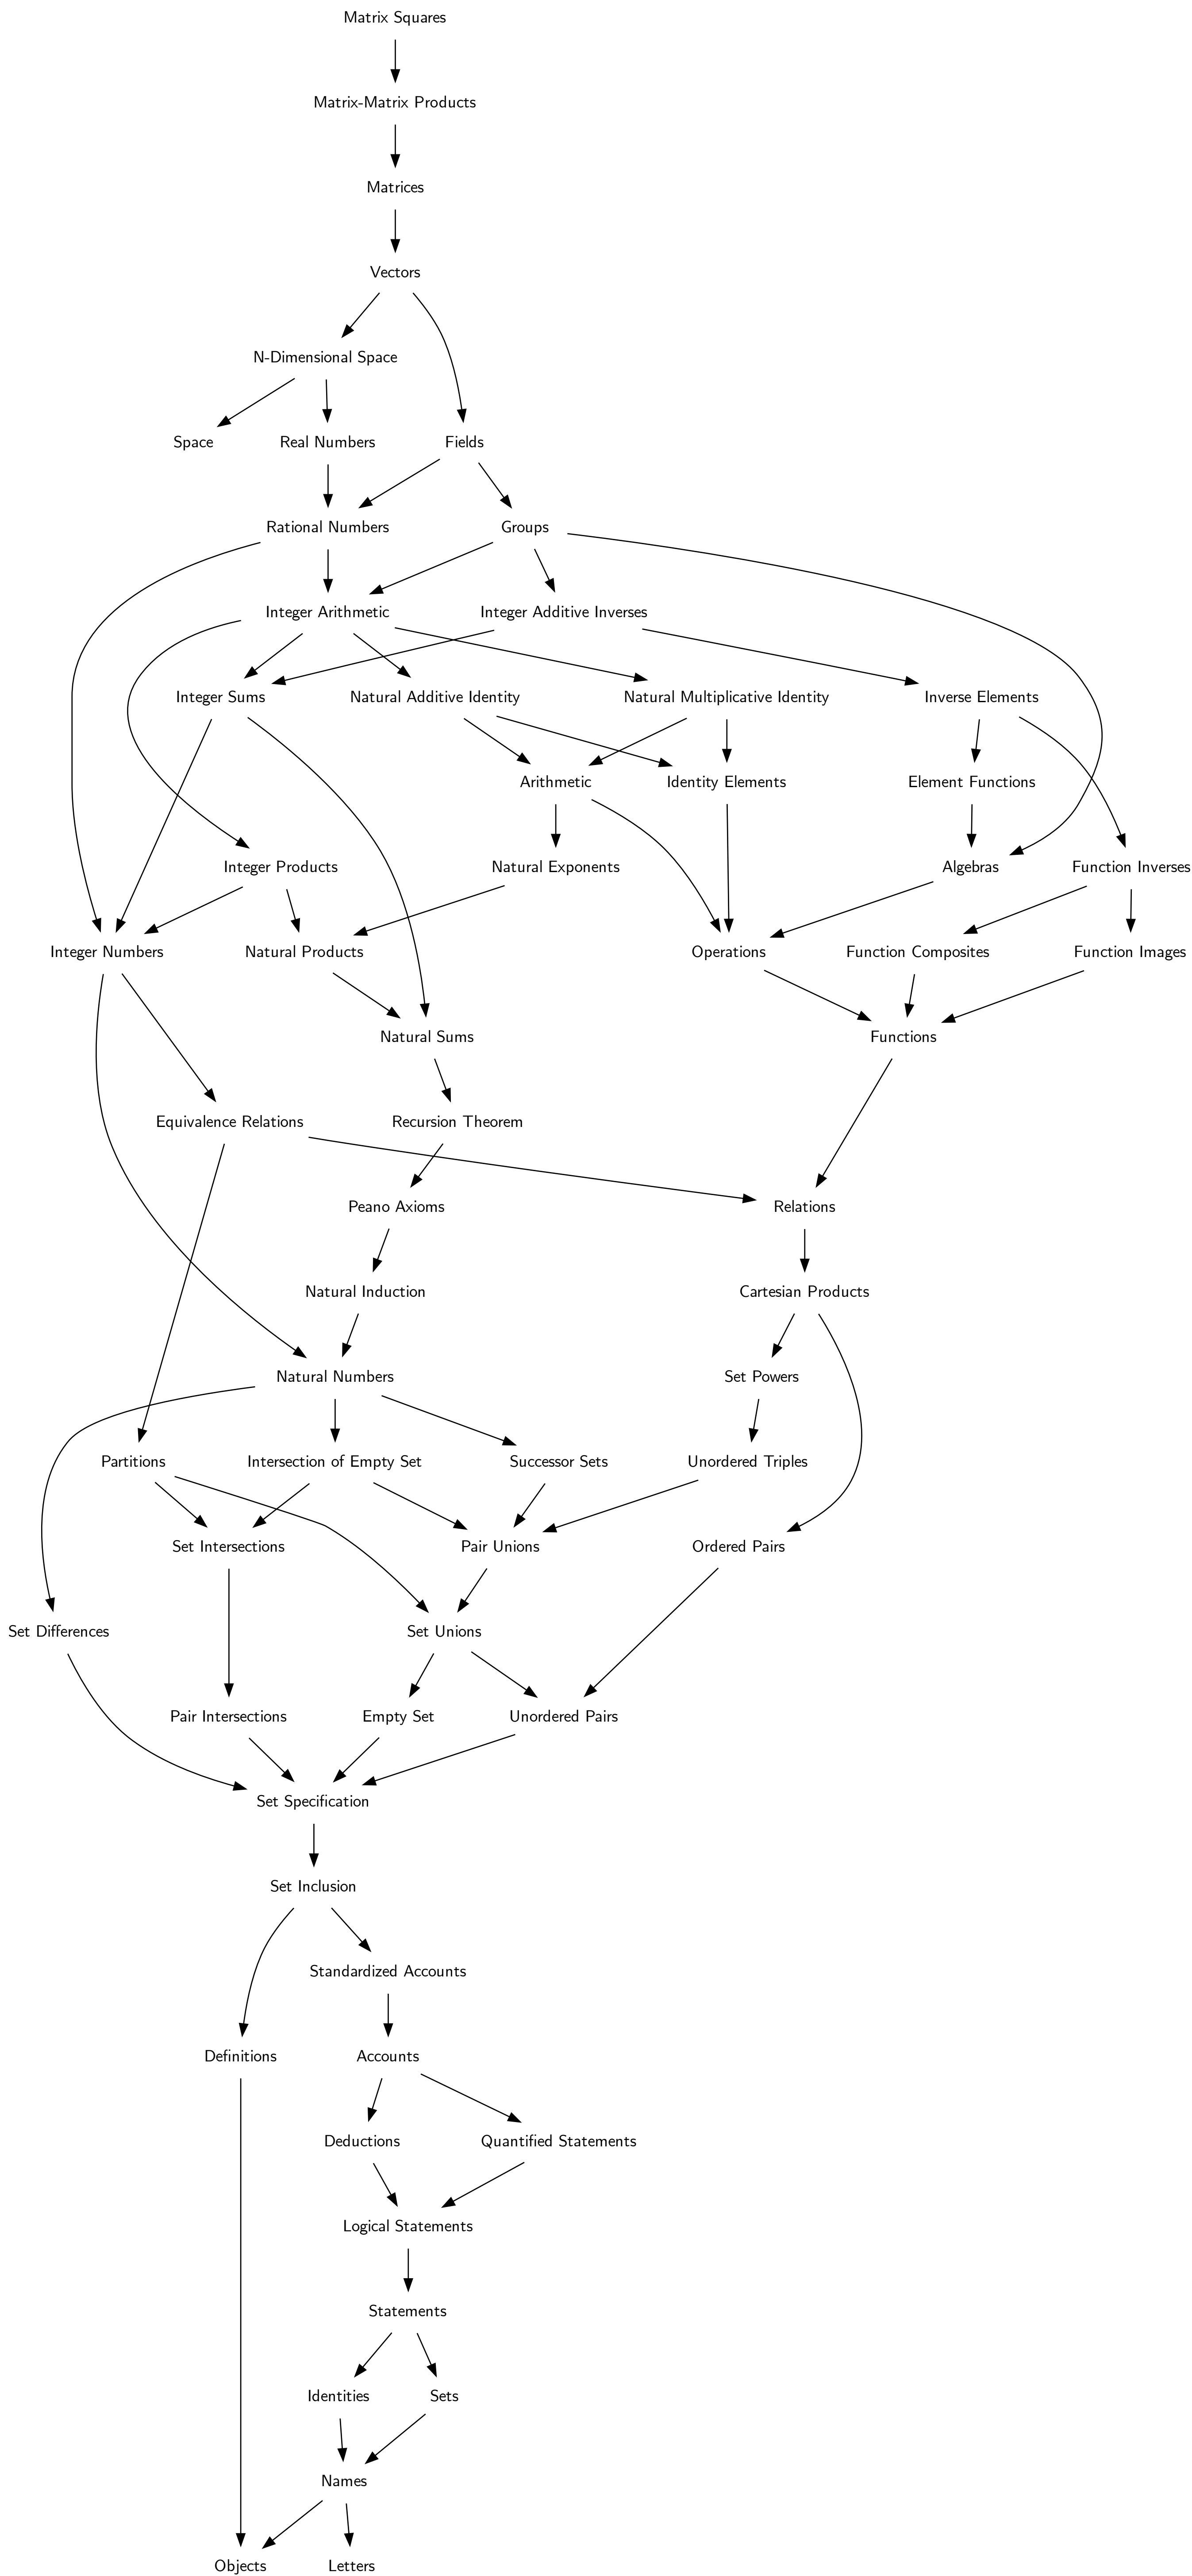 Matrix Squares
Matrix-Matrix Products
Matrices
Vectors
N-Dimensional Space
Space
Real Numbers
Fields
Rational Numbers
Groups
Integer Arithmetic
Integer Additive Inverses
Integer Sums
Natural Additive Identity
Natural Multiplicative Identity
Inverse Elements
Arithmetic
Identity Elements
Element Functions
Integer Products
Natural Exponents
Algebras
Function Inverses
Integer Numbers
Natural Products
Operations
Function Composites
Function Images
Natural Sums
Functions
Equivalence Relations
Recursion Theorem
Peano Axioms
Relations
Natural Induction
Cartesian Products
Natural Numbers
Set Powers
Partitions
Intersection of Empty Set
Successor Sets
Unordered Triples
Set Intersections
Pair Unions
Ordered Pairs
Set Differences
Set Unions
Pair Intersections
Empty Set
Unordered Pairs
Set Specification
Set Inclusion
Standardized Accounts
Definitions
Accounts
Deductions
Quantified Statements
Logical Statements
Statements
Identities
Sets
Names
Objects
Letters